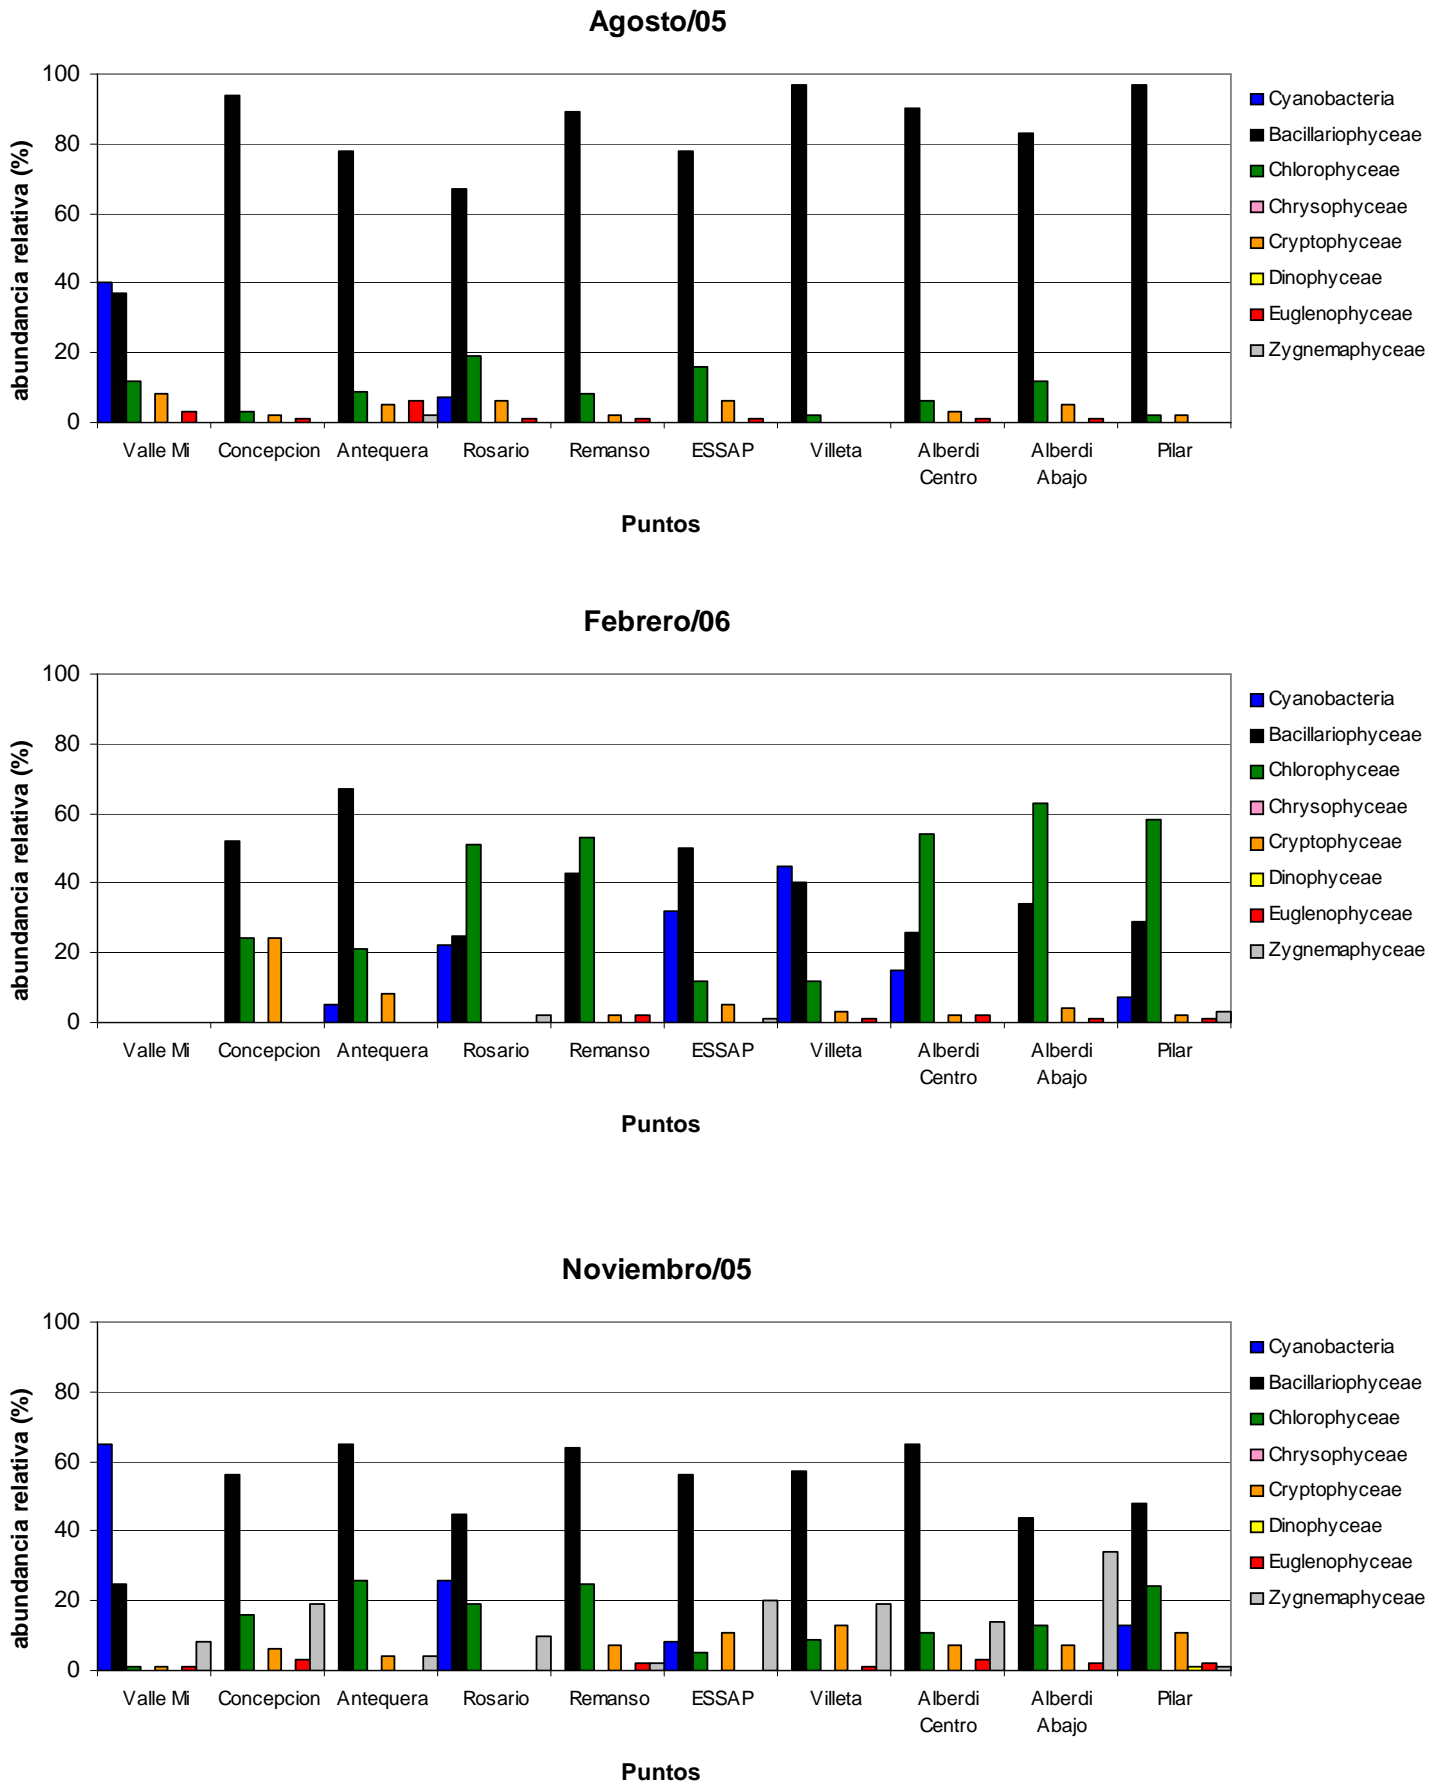 Agosto/05
abundancia relativa (%)
100
80
60
40
20
0
Valle Mi Concepcion Antequera Rosario Remanso ESSAP Villeta Alberdi Centro Alberdi Abajo Pilar
Puntos
Cyanobacteria
Bacillariophyceae
Chlorophyceae
Chrysophyceae
Cryptophyceae
Dinophyceae
Euglenophyceae
Zygnemaphyceae
Febrero/06
abundancia relativa (%)
100
80
60
40
20
0
Valle Mi Concepcion Antequera Rosario Remanso ESSAP Villeta Alberdi Centro Alberdi Abajo Pilar
Puntos
Cyanobacteria
Bacillariophyceae
Chlorophyceae
Chrysophyceae
Cryptophyceae
Dinophyceae
Euglenophyceae
Zygnemaphyceae
Noviembro/05
abundancia relativa (%)
100
80
60
40
20
0
Valle Mi Concepcion Antequera Rosario Remanso ESSAP Villeta Alberdi Centro Alberdi Abajo Pilar
Puntos
Cyanobacteria
Bacillariophyceae
Chlorophyceae
Chrysophyceae
Cryptophyceae
Dinophyceae
Euglenophyceae
Zygnemaphyceae